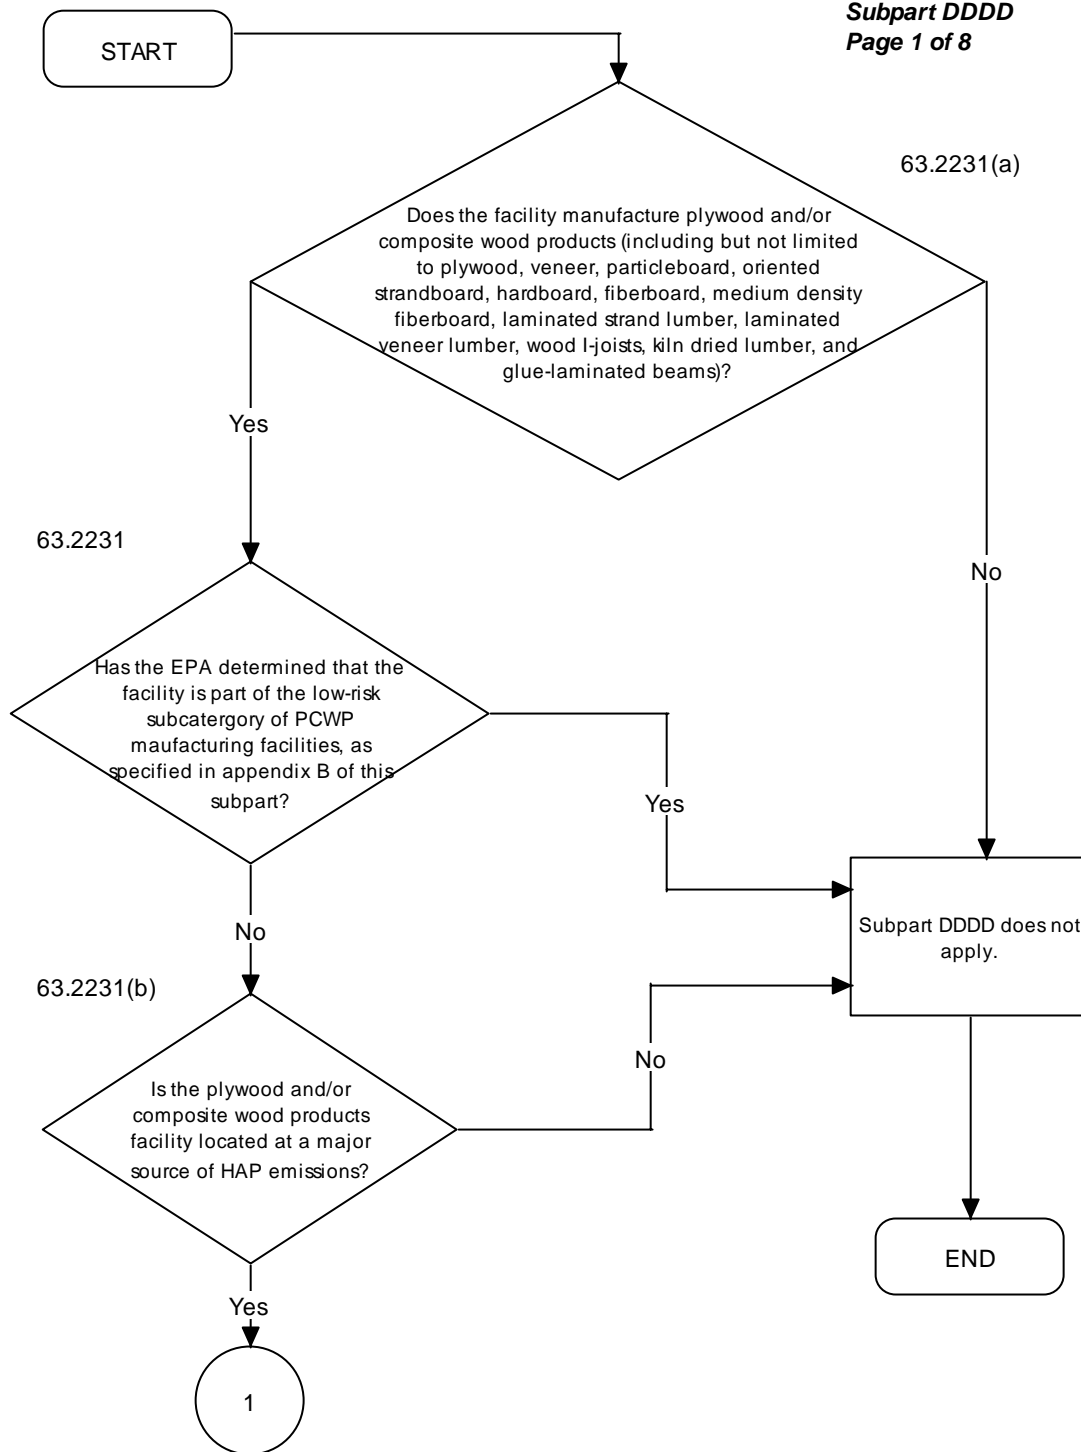 Subpart DDDD
Page 1 of 8
START
63.2231(a)
Does the facility manufacture plywood and/or
composite wood products (including but not limited
to plywood, veneer, particleboard, oriented
strandboard, hardboard, fiberboard, medium density
fiberboard, laminated strand lumber, laminated
veneer lumber, wood I-joists, kiln dried lumber, and
glue-laminated beams)?
Yes
No
63.2231
Has the EPA determined that the
facility is part of the low-risk
subcatergory of PCWP
maufacturing facilities, as
specified in appendix B of this
subpart?
Yes
No
Subpart DDDD does not
apply.
63.2231(b)
Is the plywood and/or
composite wood products
facility located at a major
source of HAP emissions?
No
Yes
END
1